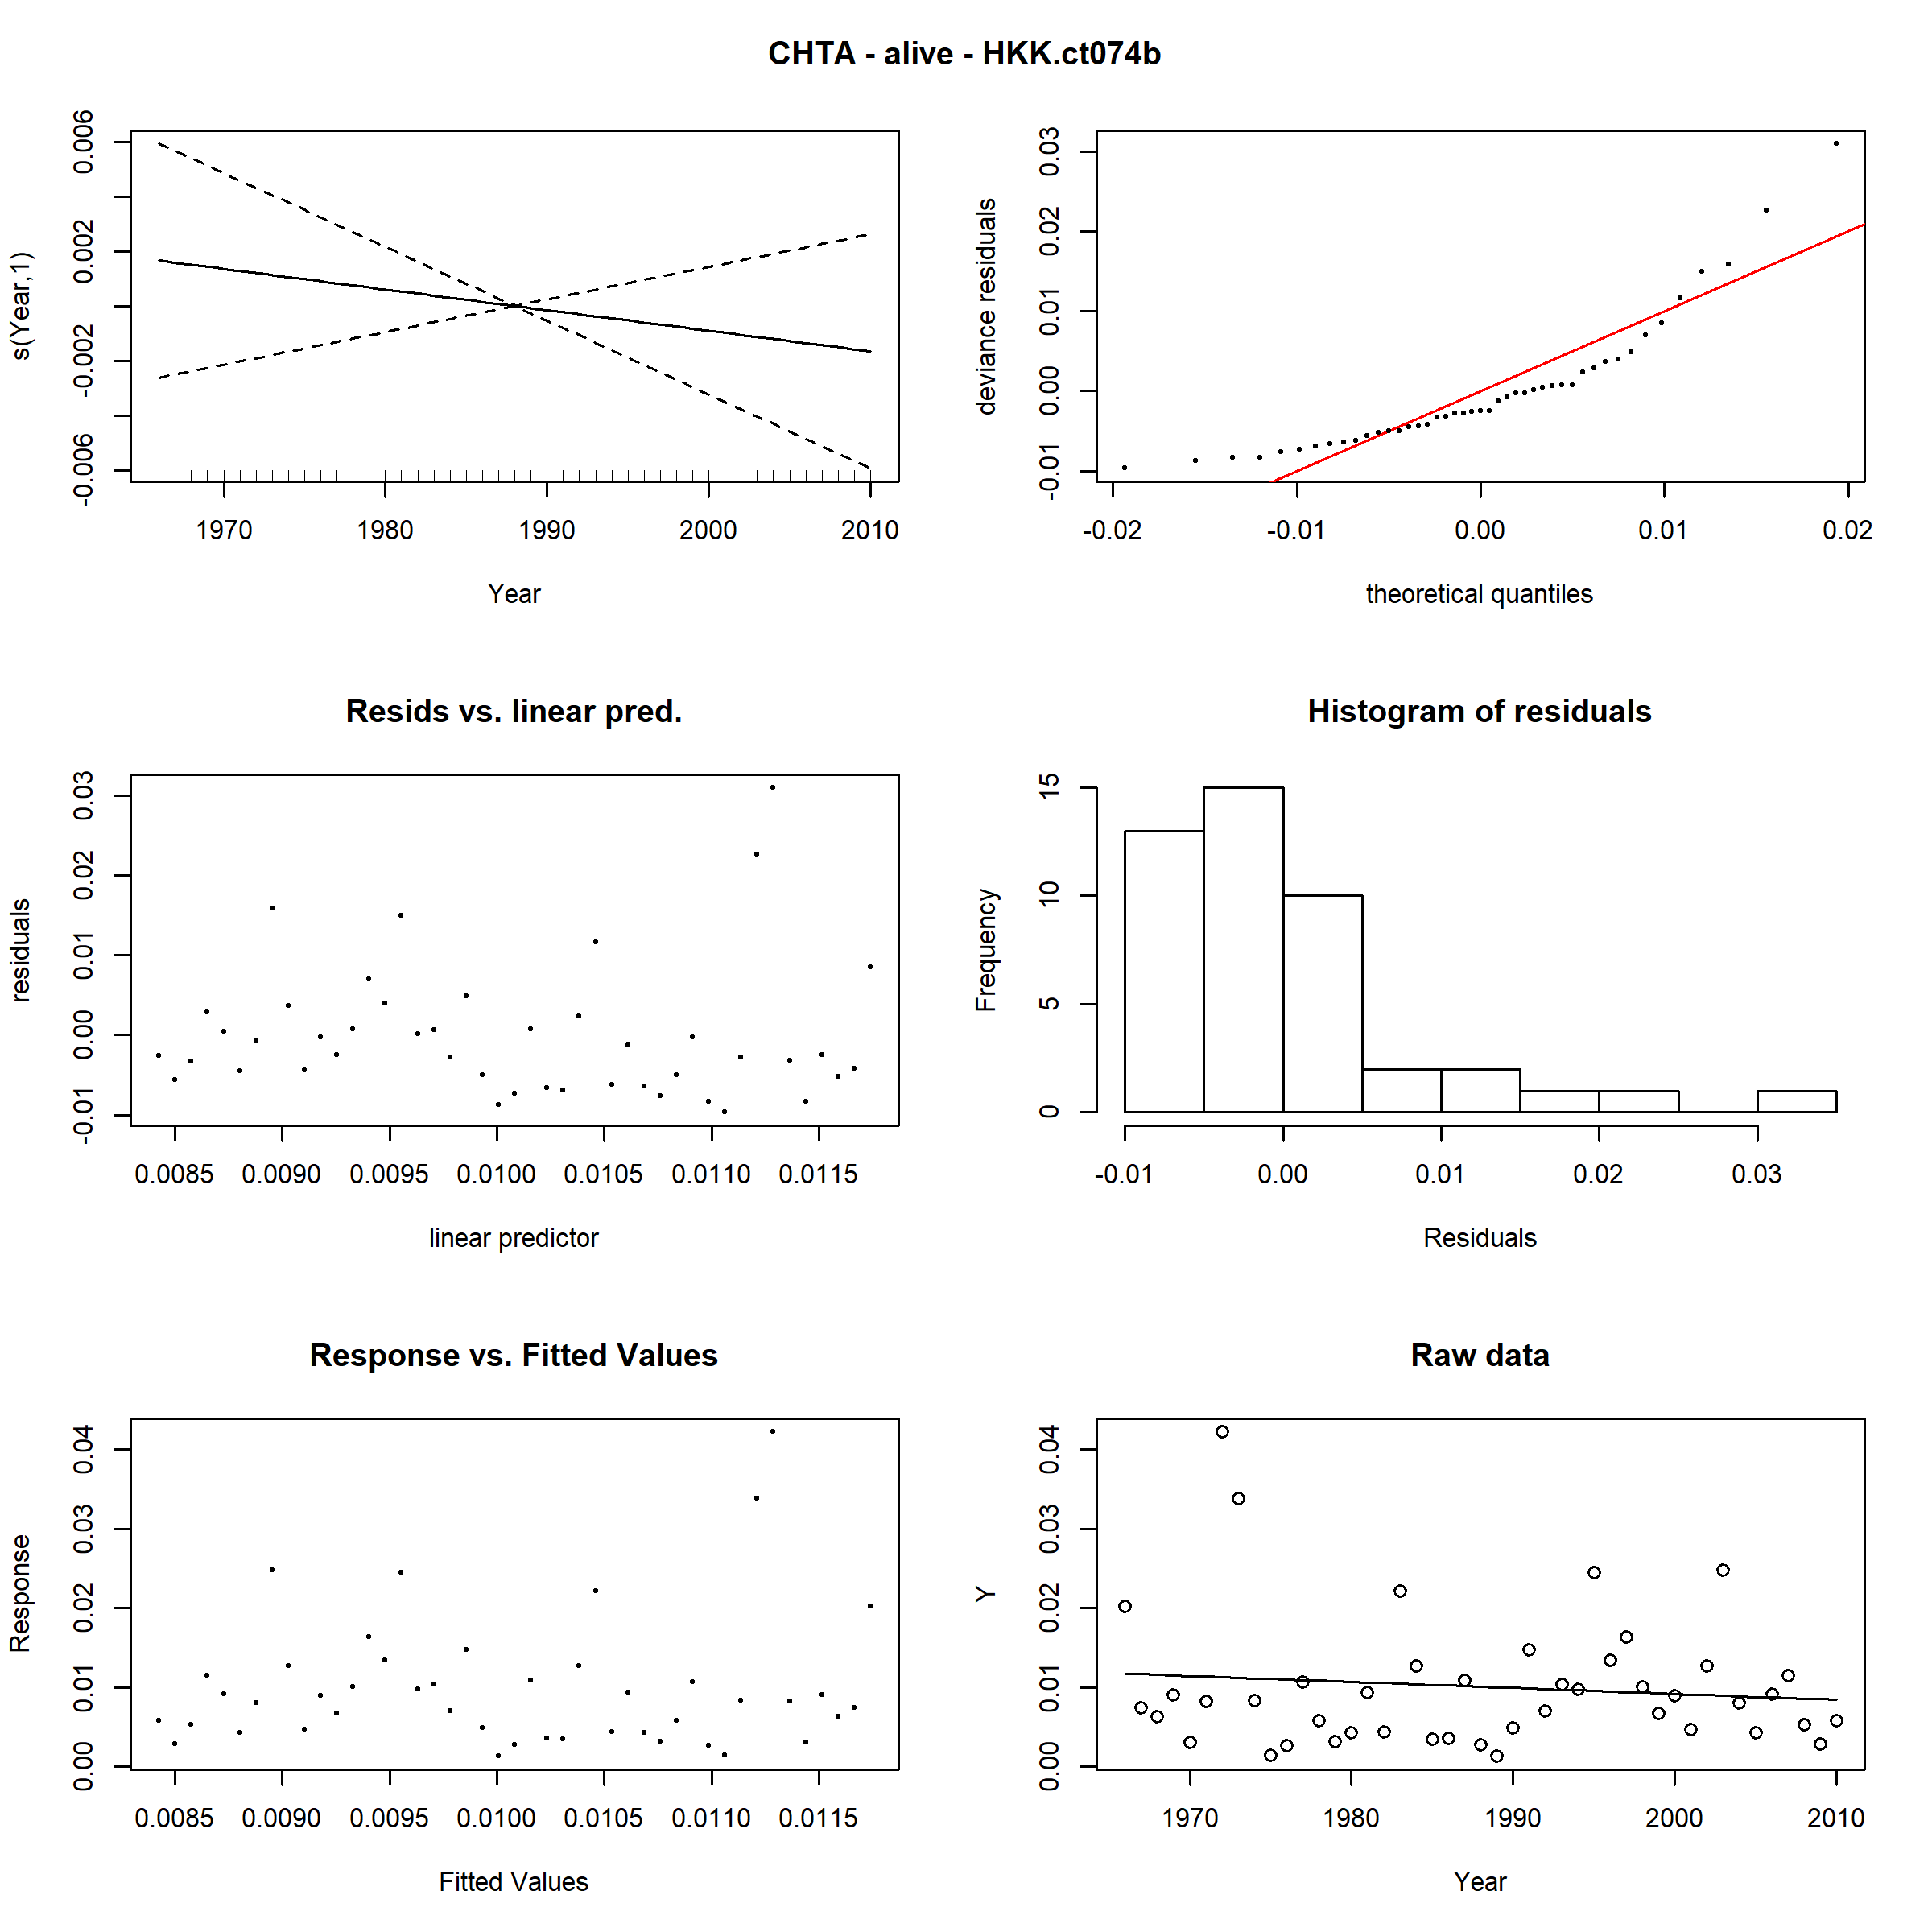 CHTA - alive - HKK.ct074b
s(Year,1)
-0.006 -0.002 0.002 0.006
1970 1980 1990 2000 2010
Year
deviance residuals
-0.01 0.00 0.01 0.02 0.03
-0.02 -0.01 0.00 0.01 0.02
theoretical quantiles
Resids vs. linear pred.
residuals
-0.01 0.00 0.01 0.02 0.03
0.0085 0.0090 0.0095 0.0100 0.0105 0.0110 0.0115
linear predictor
Histogram of residuals
Frequency
0 5 10 15
-0.01 0.00 0.01 0.02 0.03
Residuals
Response vs. Fitted Values
Response
0.00 0.01 0.02 0.03 0.04
0.0085 0.0090 0.0095 0.0100 0.0105 0.0110 0.0115
Fitted Values
Raw data
Y
0.00 0.01 0.02 0.03 0.04
1970 1980 1990 2000 2010
Year